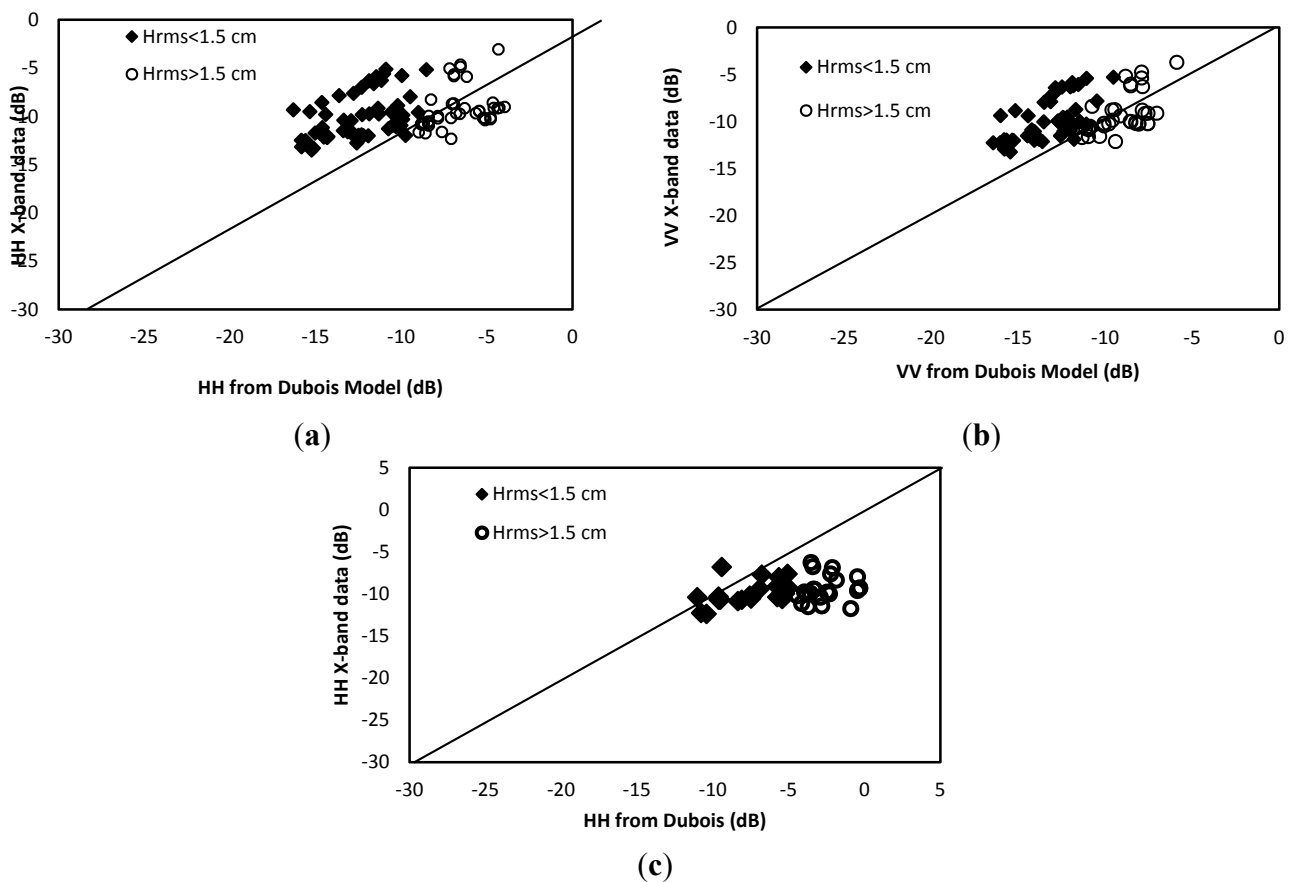 0
-5
-10
-15
-20
-25
-30
HH X-band data (dB)
Hrms<1.5 cm
Hrms>1.5 cm
-30 -25 -20 -15 -10 -5 0
HH from Dubois Model (dB)
(a)
0
-5
-10
-15
-20
-25
-30
VV X-band data (dB)
Hrms<1.5 cm
Hrms>1.5 cm
-30 -25 -20 -15 -10 -5 0
VV from Dubois Model (dB)
(b)
5
0
-5
-10
-15
-20
-25
-30
HH X-band data (dB)
Hrms<1.5 cm
Hrms>1.5 cm
-30 -25 -20 -15 -10 -5 0 5
HH from Dubois (dB)
(c)